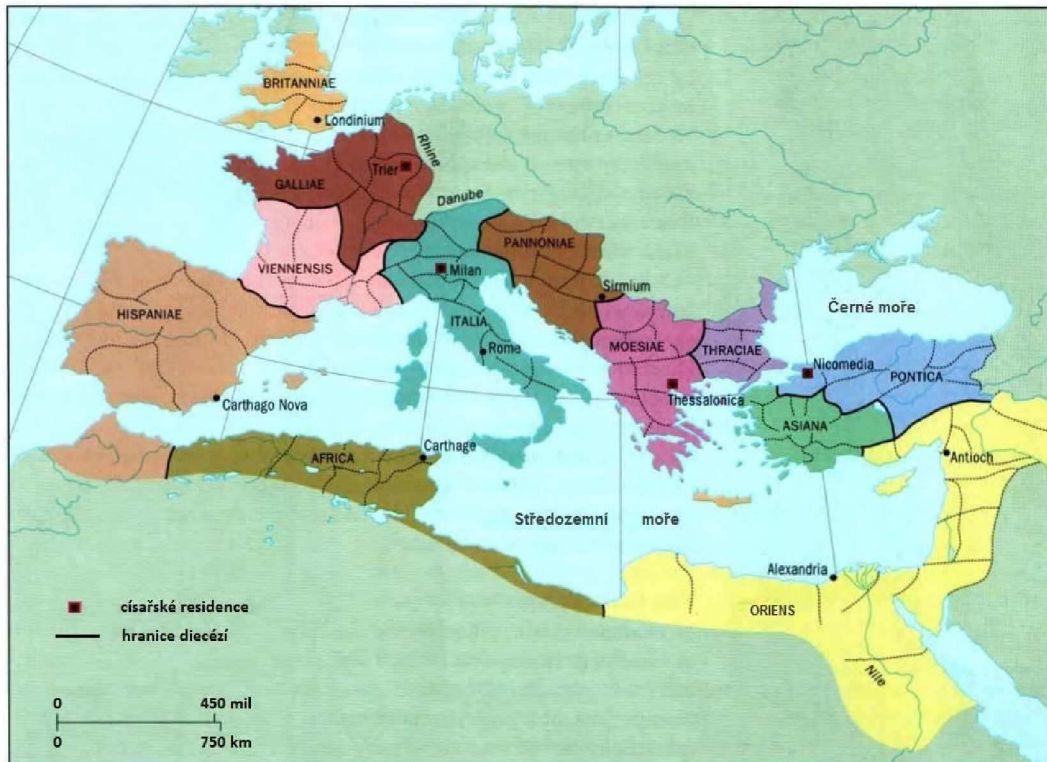 BRITANNIAE
Londinium
Rhine
Trier
GALLIAE
Danube
PANNONIAE
VIENNENSIS
Milan
Sirmium
HISPANIAE
ITALIA
Černé moře
MOESIAE
THRACIAE
Rome
Nicomedia
PONTICA
Carthago Nova
Thessalonica
ASIANA
Carthage
AFRICA
Antioch
Středozemní moře
Alexandria
ORIENS
Nile
císařské residence
hranice diecézí
0 450 mil
0 750 km